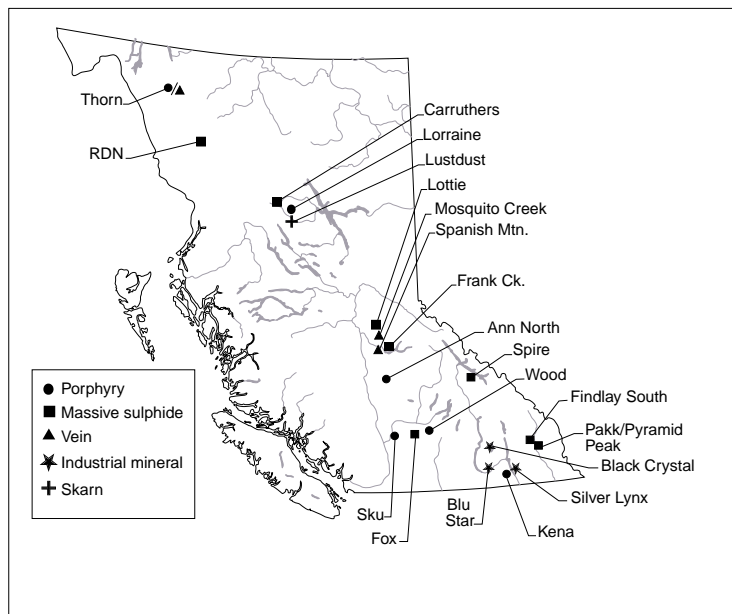 Thorn
RDN
Carruthers
Lorraine
Lustdust
Lottie
Mosquito Creek
Spanish Mtn.
Frank Ck.
Ann North
Spire
Wood
Findlay South
Pakk/Pyramid
Peak
Black Crystal
Silver Lynx
Kena
Blu
Star
Sku
Fox
Porphyry
Massive sulphide
Vein
Industrial mineral
Skarn